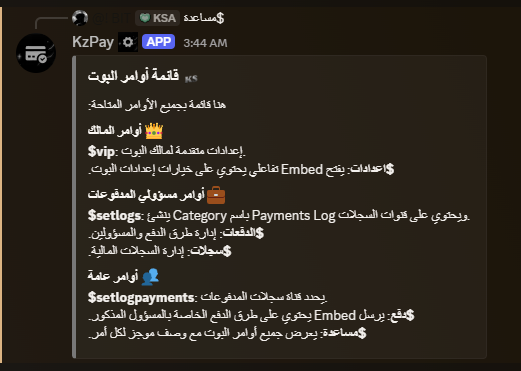 KSA $مساعدة
KzPay APP 3:44 AM
قائمة أوامر البوت
هنا قائمة بجميع الأوامر المتاحة:
أوامر المالك 👑
$vip: إعدادات متقدمة لمالك البوت.
$اعدادات: يفتح Embed تفاعلي يحتوي على خيارات إعدادات البوت.
أوامر مسؤولي المدفوعات 💼
$setlogs: ينشئ Category باسم Payments Log ويحتوي على قنوات السجلات.
$الدفعات: إدارة طرق الدفع والمسؤولين.
$سجلات: إدارة السجلات المالية.
أوامر عامة 👥
$setlogpayments: يحدد قناة سجلات المدفوعات.
$دفع: يرسل Embed يحتوي على طرق الدفع الخاصة بالمسؤول المذكور.
$مساعدة: يعرض جميع أوامر البوت مع وصف موجز لكل أمر.